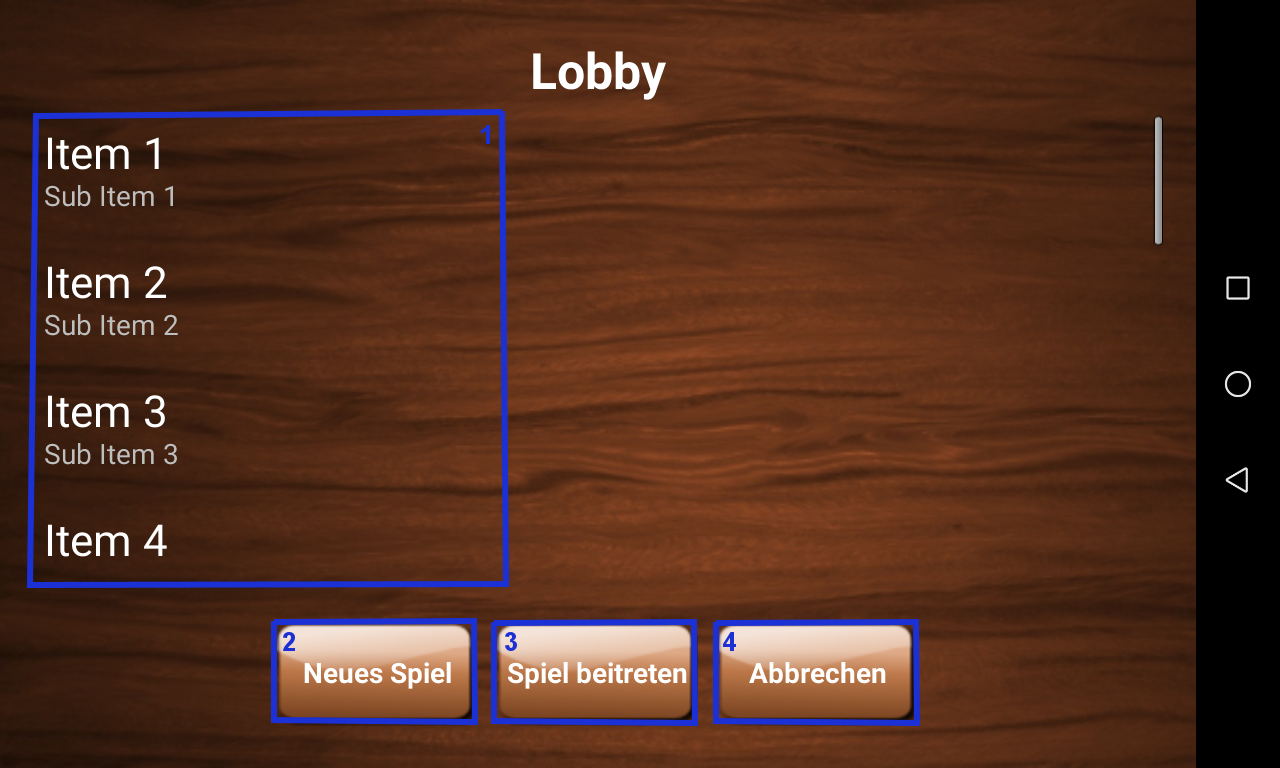 Lobby
1
Item 1
Sub Item 1
Item 2
Sub Item 2
Item 3
Sub Item 3
Item 4
2 Neues Spiel
3 Spiel beitreten
4 Abbrechen